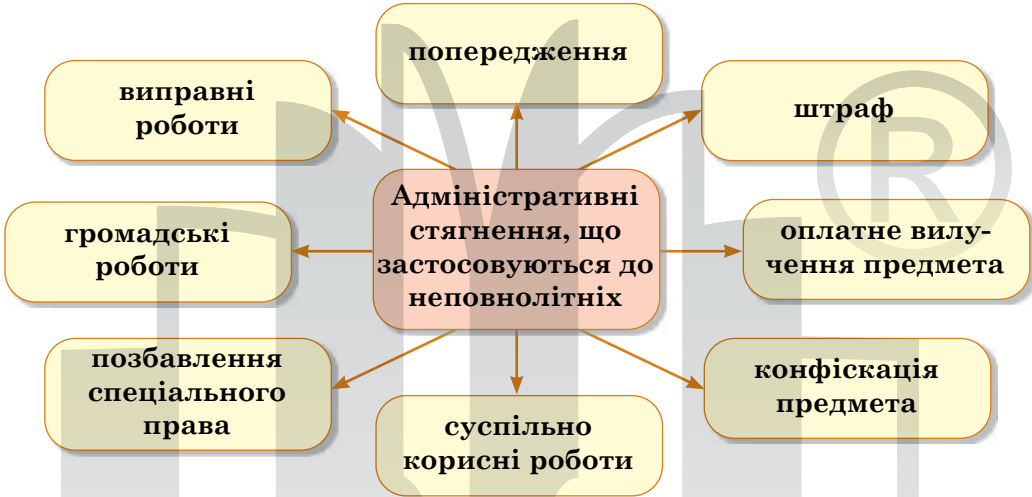 попередження
виправні
роботи
штраф
Адміністративні
стягнення, що
застосовуються до
неповнолітніх
громадські
роботи
оплатне вилу-
чення предмета
позбавлення
спеціального
права
конфіскація
предмета
суспільно
корисні роботи
®